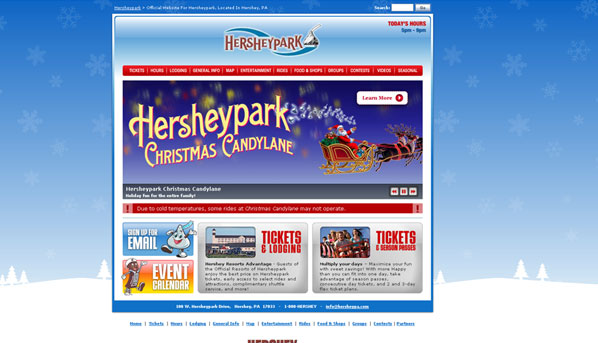 Hersheypark > Official Website For Hersheypark, Located In Hershey, PA
Search:
Go
TODAY'S HOURS
5pm - 9pm
HERSHEYPARK
TICKETS | HOURS | LODGING | GENERAL INFO | MAP | ENTERTAINMENT | RIDES | FOOD & SHOPS | GROUPS | CONTESTS | VIDEOS | SEASONAL
Learn More
Hersheypark
CHRISTMAS CANDYLANE
Hersheypark Christmas Candylane
Holiday fun for the entire family!
! Due to cold temperatures, some rides at Christmas Candylane may not operate. !
SIGN UP FOR
EMAIL
EVENT
CALENDAR
TICKETS
& LODGING
Hershey Resorts Advantage - Guests of
the Official Resorts of Hersheypark
enjoy the best price on Hersheypark
tickets, early access to select rides and
attractions, complimentary shuttle
service, and more!
TICKETS
& SEASON PASSES
Multiply your days - Maximize your
fun with sweet savings! With more Happy
than you can fit into one day, take
advantage of season passes,
consecutive day tickets, and 2 and 3-day
flex ticket plans.
100 W. Hersheypark Drive, Hershey, PA 17033 - 1-800-HERSHEY - info@hersheypa.com
Home | Tickets | Hours | Lodging | General Info | Map | Entertainment | Rides | Food & Shops | Groups | Contests | Partners
HERSHEY